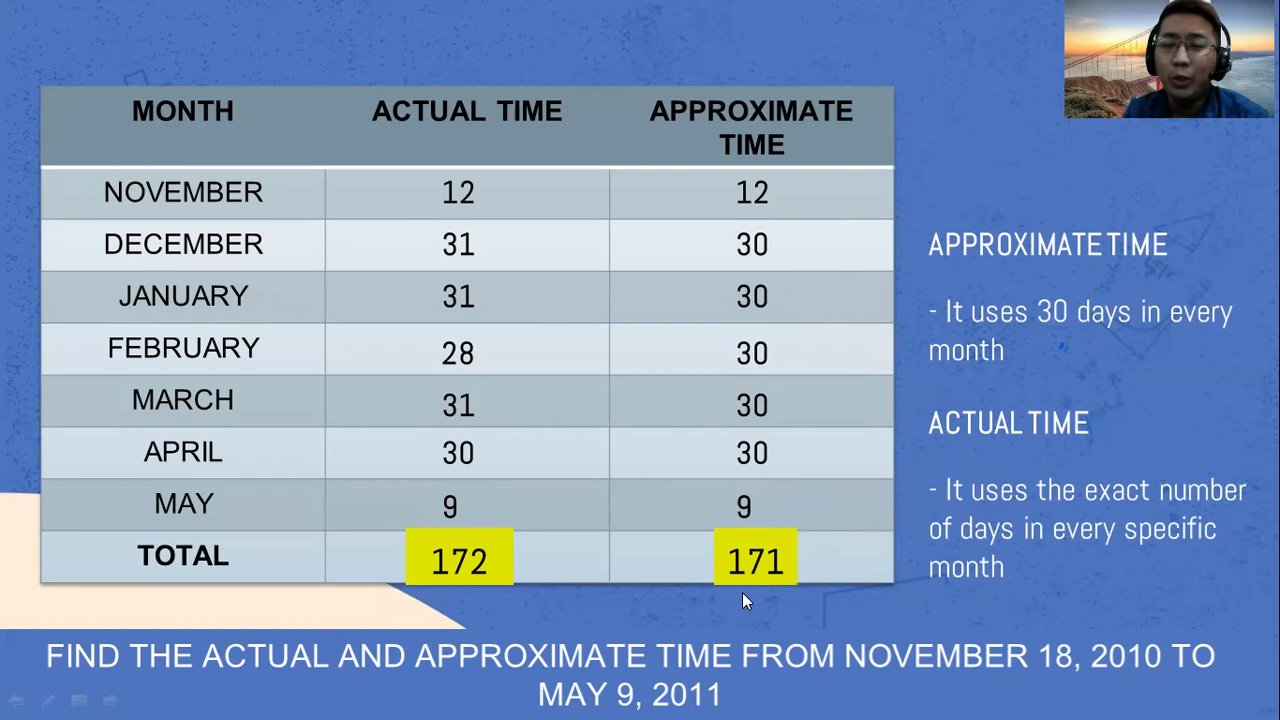 MONTH ACTUAL TIME APPROXIMATE
TIME
NOVEMBER 12 12
DECEMBER 31 30
JANUARY 31 30
FEBRUARY 28 30
MARCH 31 30
APRIL 30 30
MAY 9 9
TOTAL 172 171
APPROXIMATE TIME
- It uses 30 days in every
month
ACTUAL TIME
- It uses the exact number
of days in every specific
month
FIND THE ACTUAL AND APPROXIMATE TIME FROM NOVEMBER 18, 2010 TO
MAY 9, 2011